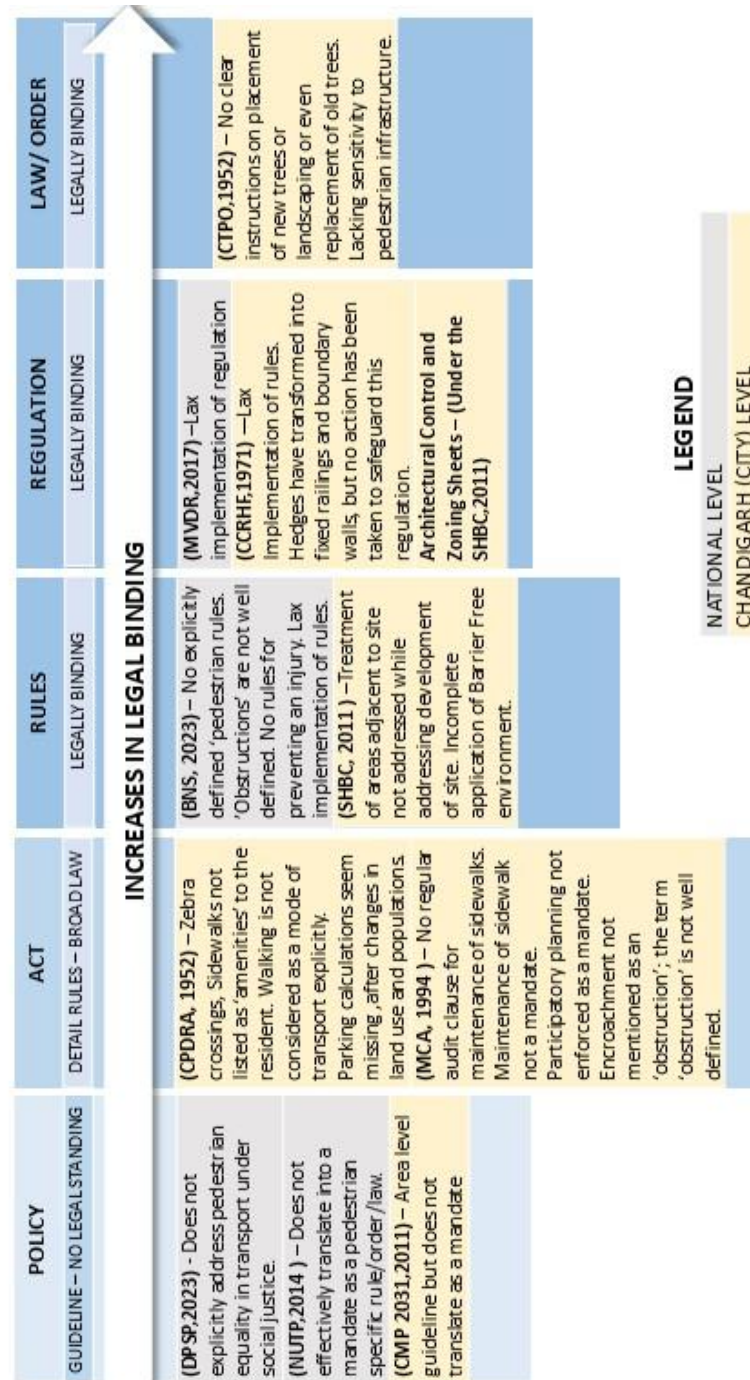 POLICY
GUIDELINE – NO LEGAL STANDING
ACT
DETAIL RULES – BROAD LAW
RULES
LEGALLY BINDING
REGULATION
LEGALLY BINDING
LAW/ ORDER
LEGALLY BINDING
INCREASES IN LEGAL BINDING
(DPSP,2023) - Does not
explicitly address pedestrian
equality in transport under
social justice.
(NUTP,2014 ) – Does not
effectively translate into a
mandate as a pedestrian
specific rule/order/law.
(CMP 2031,2011) – Area level
guideline but does not
translate as a mandate
(CPDRA, 1952) – Zebra
crossings, Sidewalks not
listed as 'amenities' to the
resident. Walking is not
considered as a mode of
transport explicitly.
Parking calculations seem
missing ,after changes in
land use and populations.
(MCA, 1994 ) – No regular
audit clause for
maintenance of sidewalks.
Maintenance of sidewalk
not a mandate.
Participatory planning not
enforced as a mandate.
Encroachment not
mentioned as an
'obstruction'; the term
'obstruction' is not well
defined.
(BNS, 2023) – No explicitly
defined 'pedestrian rules.
'Obstructions' are not well
defined. No rules for
preventing an injury. Lax
implementation of rules.
(SHBC, 2011 ) –Treatment
of areas adjacent to site
not addressed while
addressing development
of site. Incomplete
application of Barrier Free
environment.
(MVDR,2017) –Lax
implementation of regulation
(CCRHF,1971) —Lax
Implementation of rules.
Hedges have transformed into
fixed railings and boundary
walls, but no action has been
taken to safeguard this
regulation.
Architectural Control and
Zoning Sheets – (Under the
SHBC,2011)
(CTPO,1952) – No clear
instructions on placement
of new trees or
landscaping or even
replacement of old trees.
Lacking sensitivity to
pedestrian infrastructure.
LEGEND
NATIONAL LEVEL
CHANDIGARH (CITY) LEVEL